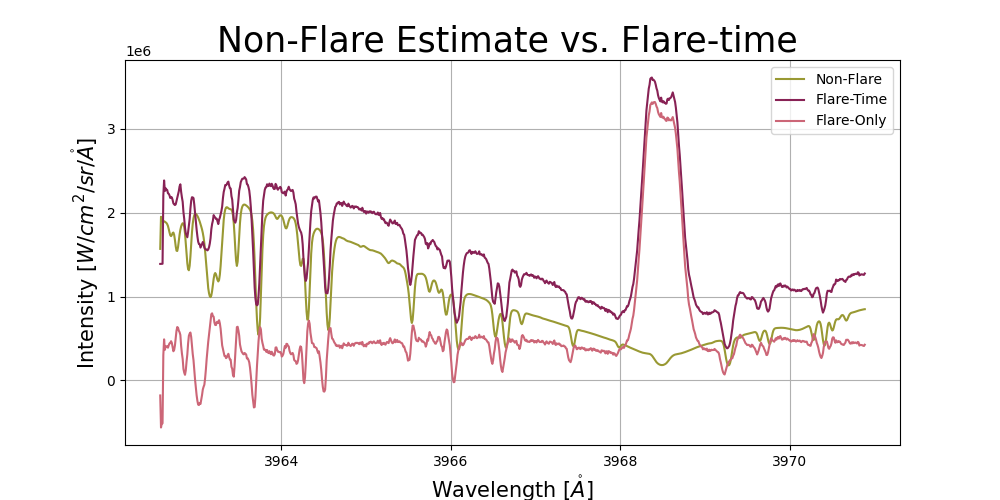 Non-Flare Estimate vs. Flare-time
1e6
Non-Flare
Flare-Time
Flare-Only
3
2
1
0
Intensity [W/cm²/sr/Å]
3964
3966
3968
3970
Wavelength [Å]